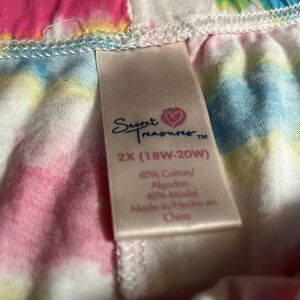 Secret
Treasures™
2X (18W-20W)
60% Cotton/
Algodón
40% Modal
Made in/Hecho en
China